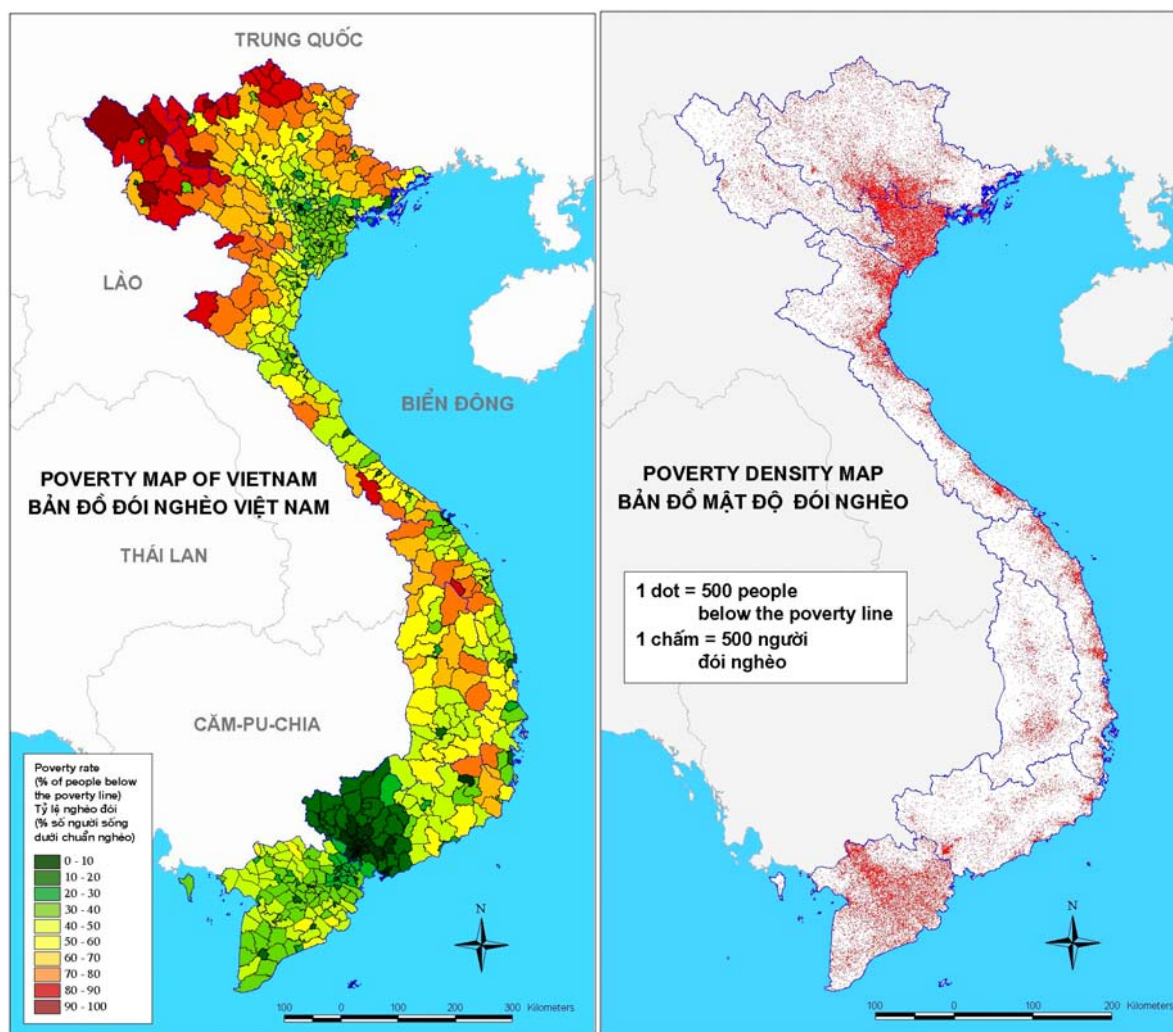 TRUNG QUỐC
LÀO
BIỂN ĐÔNG
POVERTY MAP OF VIETNAM
BẢN ĐỒ ĐÓI NGHÈO VIỆT NAM
THÁI LAN
CĂM-PU-CHIA
Poverty rate
(% of people below
the poverty line)
Tỷ lệ nghèo đói
(% số người sống
dưới chuẩn nghèo)
0 - 10
10 - 20
20 - 30
30 - 40
40 - 50
50 - 60
60 - 70
70 - 80
80 - 90
90 - 100
N
100 0 100 200 300 Kilometers
POVERTY DENSITY MAP
BẢN ĐỒ MẬT ĐỘ ĐÓI NGHÈO
1 dot = 500 people
below the poverty line
1 chấm = 500 người
đói nghèo
N
100 0 100 200 Kilometers